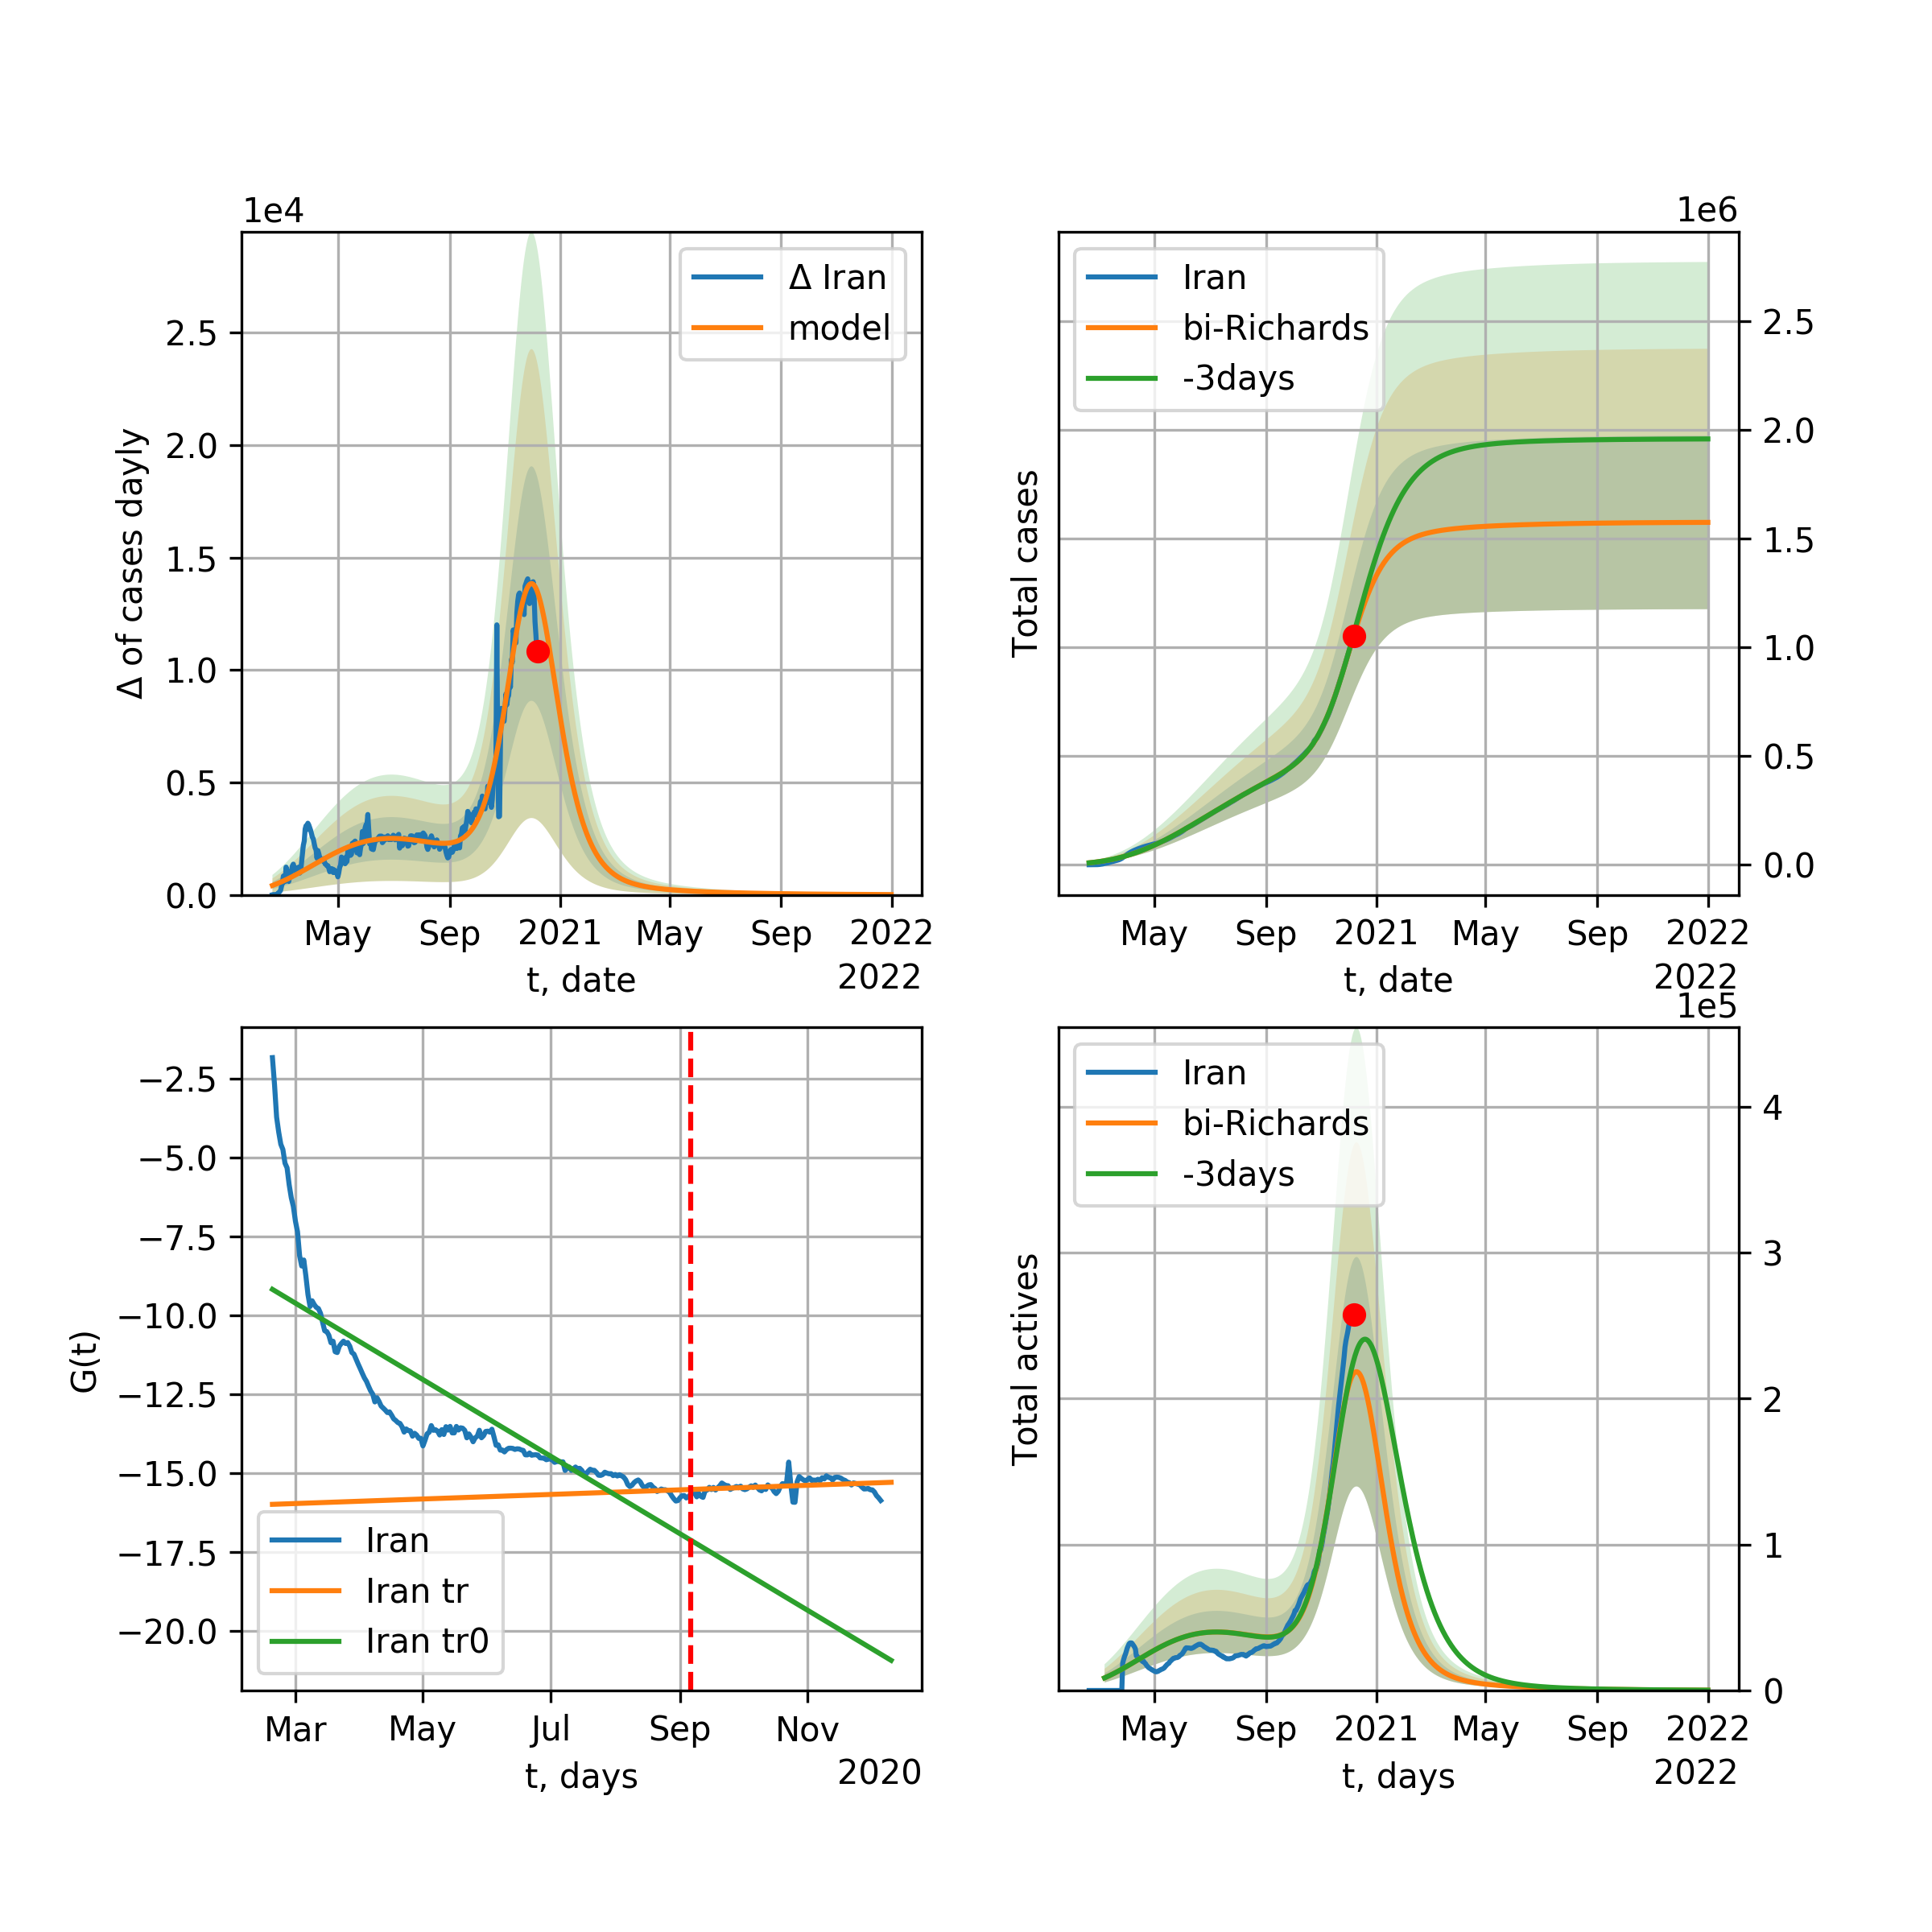 1e4
Δ of cases dayly
2.5
2.0
1.5
1.0
0.5
0.0
Δ Iran
model
May Sep 2021 May Sep 2022
t, date
2022
1e6
Total cases
Iran
bi-Richards
-3days
2.5
2.0
1.5
1.0
0.5
0.0
May Sep 2021 May Sep 2022
t, date
2022
G(t)
−2.5
−5.0
−7.5
−10.0
−12.5
−15.0
−17.5
−20.0
Iran
Iran tr
Iran tr0
Mar May Jul Sep Nov
t, days
2020
1e5
Total actives
Iran
bi-Richards
-3days
4
3
2
1
0
May Sep 2021 May Sep 2022
t, days
2022